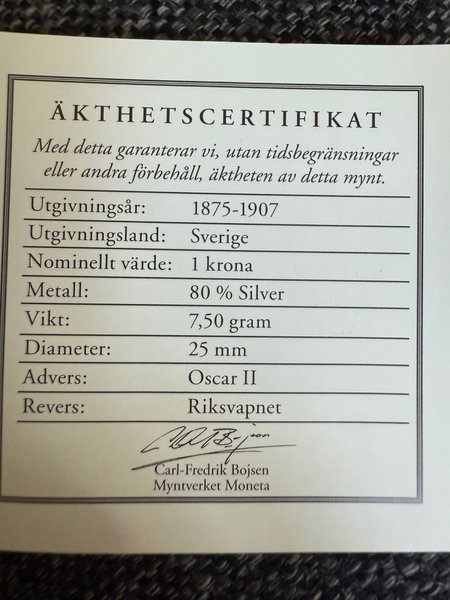 ÄKTHETSCERTIFIKAT
Med detta garanterar vi, utan tidsbegränsningar
eller andra förbehåll, äktheten av detta mynt.
Utgivningsår: 1875-1907
Utgivningsland: Sverige
Nominellt värde: 1 krona
Metall: 80 % Silver
Vikt: 7,50 gram
Diameter: 25 mm
Advers: Oscar II
Revers: Riksvapnet
Carl-Fredrik Bojsen
Myntverket Moneta